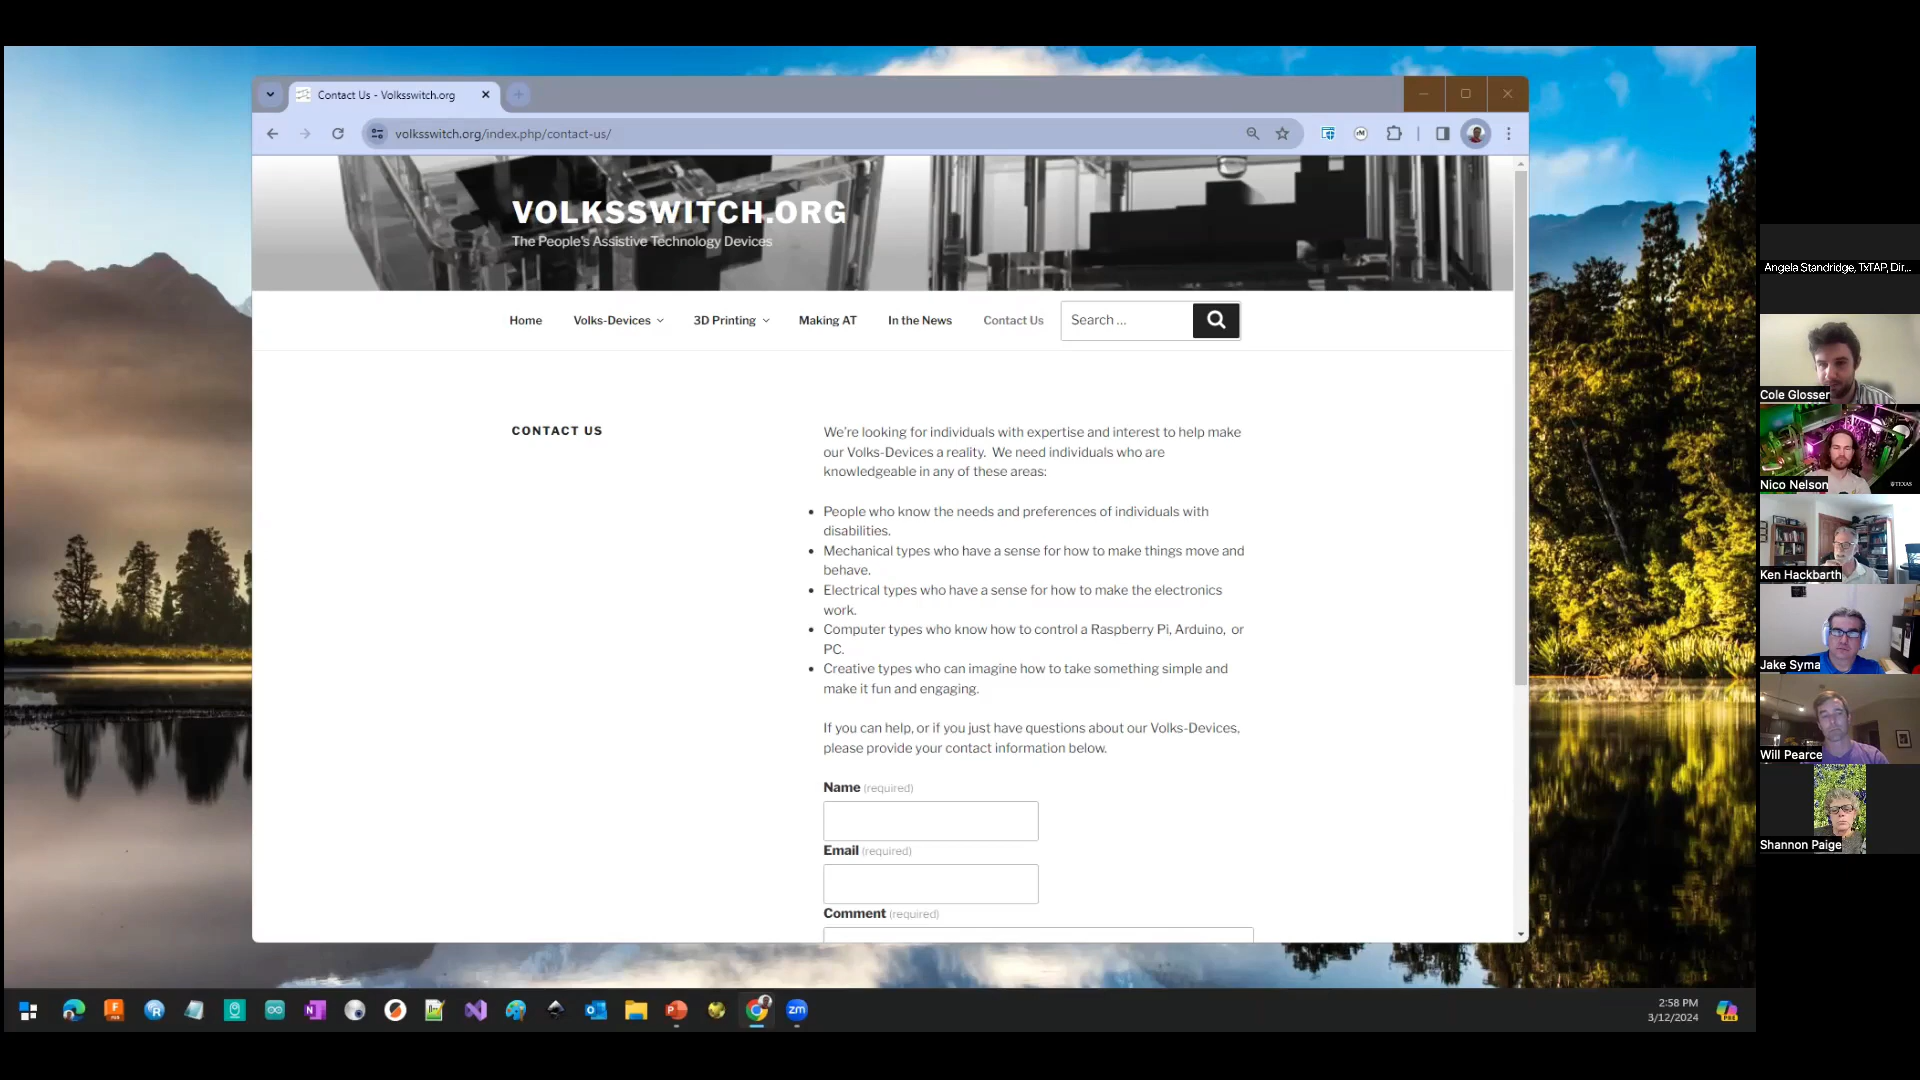 Contact Us - Volksswitch.org
volksswitch.org/index.php/contact-us/
VOLKSSWITCH.ORG
The People's Assistive Technology Devices
Home Volks-Devices 3D Printing Making AT In the News Contact Us Search ...
CONTACT US
We're looking for individuals with expertise and interest to help make
our Volks-Devices a reality. We need individuals who are
knowledgeable in any of these areas:
People who know the needs and preferences of individuals with
disabilities.
Mechanical types who have a sense for how to make things move and
behave.
Electrical types who have a sense for how to make the electronics
work.
Computer types who know how to control a Raspberry Pi, Arduino, or
PC.
Creative types who can imagine how to take something simple and
make it fun and engaging.
If you can help, or if you just have questions about our Volks-Devices,
please provide your contact information below.
Name (required)
Email (required)
Comment (required)
zm
2:58 PM
3/12/2024
PRE
Angela Standridge, TxTAP, Dir...
Cole Glosser
Nico Nelson
TEXAS
Ken Hackbarth
Jake Syma
Will Pearce
Shannon Paige